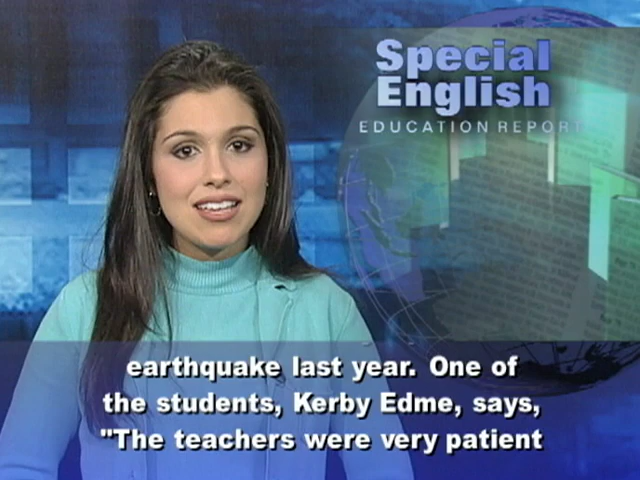 Special
English
EDUCATION REPORT
earthquake last year. One of
the students, Kerby Edme, says,
"The teachers were very patient